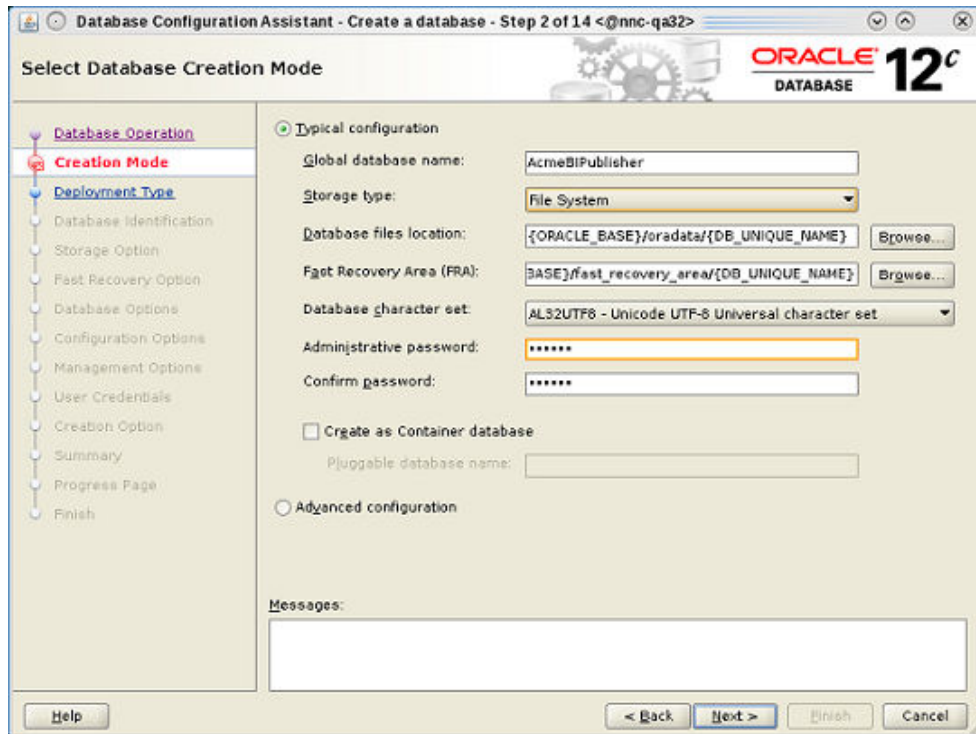 Database Configuration Assistant - Create a database - Step 2 of 14 <@nnc-qa32>
Select Database Creation Mode
ORACLE
DATABASE
12c
Database Operation
Creation Mode
Deployment Type
Database Identification
Storage Option
Fast Recovery Option
Database Options
Configuration Options
Management Options
User Credentials
Creation Option
Summary
Progress Page
Finish
Typical configuration
Global database name: AcmeBIPublisher
Storage type: File System
Database files location: {ORACLE_BASE}/oradata/{DB_UNIQUE_NAME} Browse...
Fast Recovery Area (FRA): BASE}/fast_recovery_area/{DB_UNIQUE_NAME} Browse...
Database character set: AL32UTF8 - Unicode UTF-8 Universal character set
Administrative password: ••••••
Confirm password: ••••••
Create as Container database
Pluggable database name:
Advanced configuration
Messages:
Help < Back Next > Finish Cancel